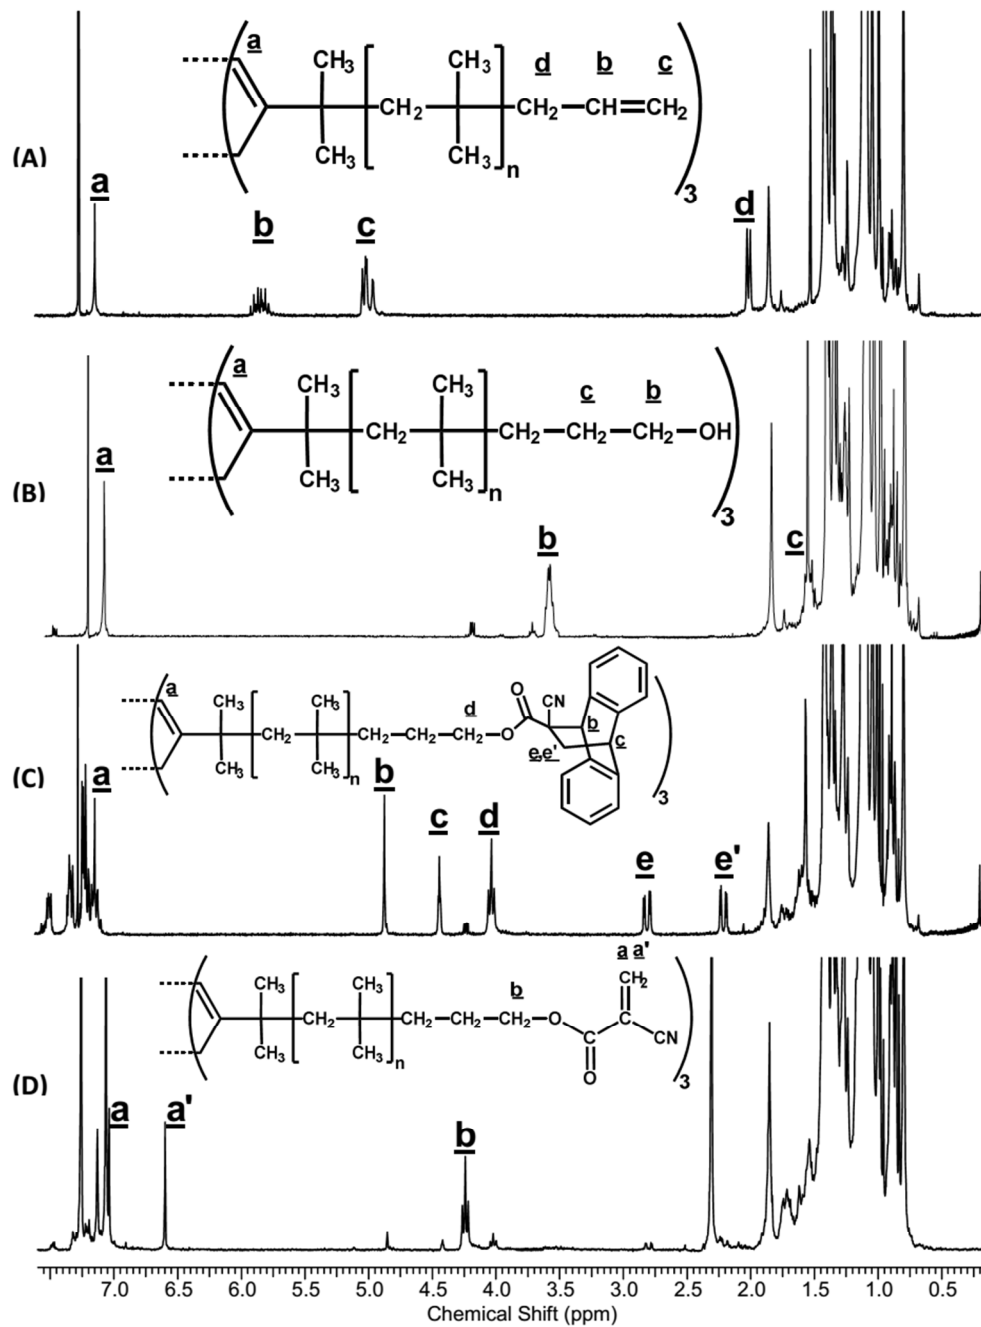 a
CH3 CH3 d b c
CH2 CH2 CH CH2
CH3 CH3 n
3
(A)
a
b c d
a
CH3 CH3 c b
CH2 CH2 CH2 CH2 OH
CH3 CH3 n
3
(B)
a
b
c
a
CH3 CH3 d O CN
CH2 CH2 CH2 CH2 O b
CH3 CH3 n e,e' c
3
(C)
a b c d e e'
a a'
CH3 CH3 b CH2
CH2 CH2 CH2 CH2 O CN
CH3 CH3 n O
3
(D)
a a'
b
7.0 6.5 6.0 5.5 5.0 4.5 4.0 3.5 3.0 2.5 2.0 1.5 1.0 0.5
Chemical Shift (ppm)